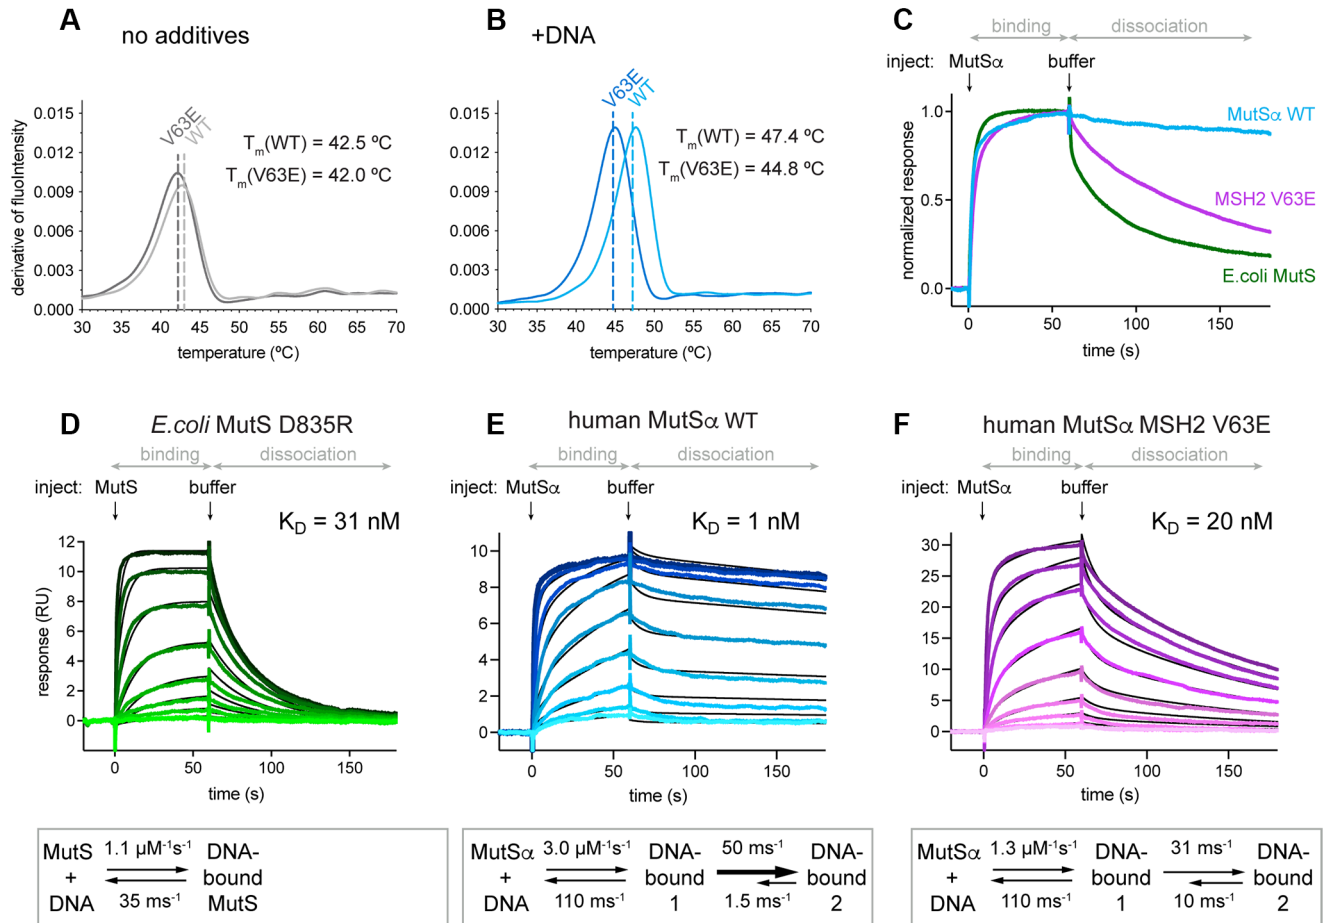 A
no additives
0.015
0.012
0.009
0.006
0.003
0.000
derivative of fluoIntensity
V63E
WT
Tm(WT) = 42.5 ºC
Tm(V63E) = 42.0 ºC
30 35 40 45 50 55 60 65 70
temperature (ºC)
B
+DNA
0.015
0.012
0.009
0.006
0.003
0.000
V63E
WT
Tm(WT) = 47.4 ºC
Tm(V63E) = 44.8 ºC
30 35 45 50 60 65 70
temperature (ºC)
C
binding dissociation
inject: MutSα buffer
1.0
0.5
0.0
normalized response
MutSα WT
MSH2 V63E
E.coli MutS
0 50 100 150
time (s)
D
E.coli MutS D835R
binding dissociation
inject: MutS buffer
KD = 31 nM
12
10
8
6
4
2
0
response (RU)
0 50 100 150
time (s)
MutS 1.1 µM-1s-1 DNA-
+ bound
DNA 35 ms-1 MutS
E
human MutSα WT
binding dissociation
inject: MutSα buffer
KD = 1 nM
10
8
6
4
2
0
0 50 100 150
time (s)
MutSα 3.0 µM-1s-1 DNA- 50 ms-1 DNA-
+ bound bound
DNA 110 ms-1 1 1.5 ms-1 2
F
human MutSα MSH2 V63E
binding dissociation
inject: MutSα buffer
KD = 20 nM
30
25
20
15
10
5
0
0 50 100 150
time (s)
MutSα 1.3 µM-1s-1 DNA- 31 ms-1 DNA-
+ bound bound
DNA 110 ms-1 1 10 ms-1 2